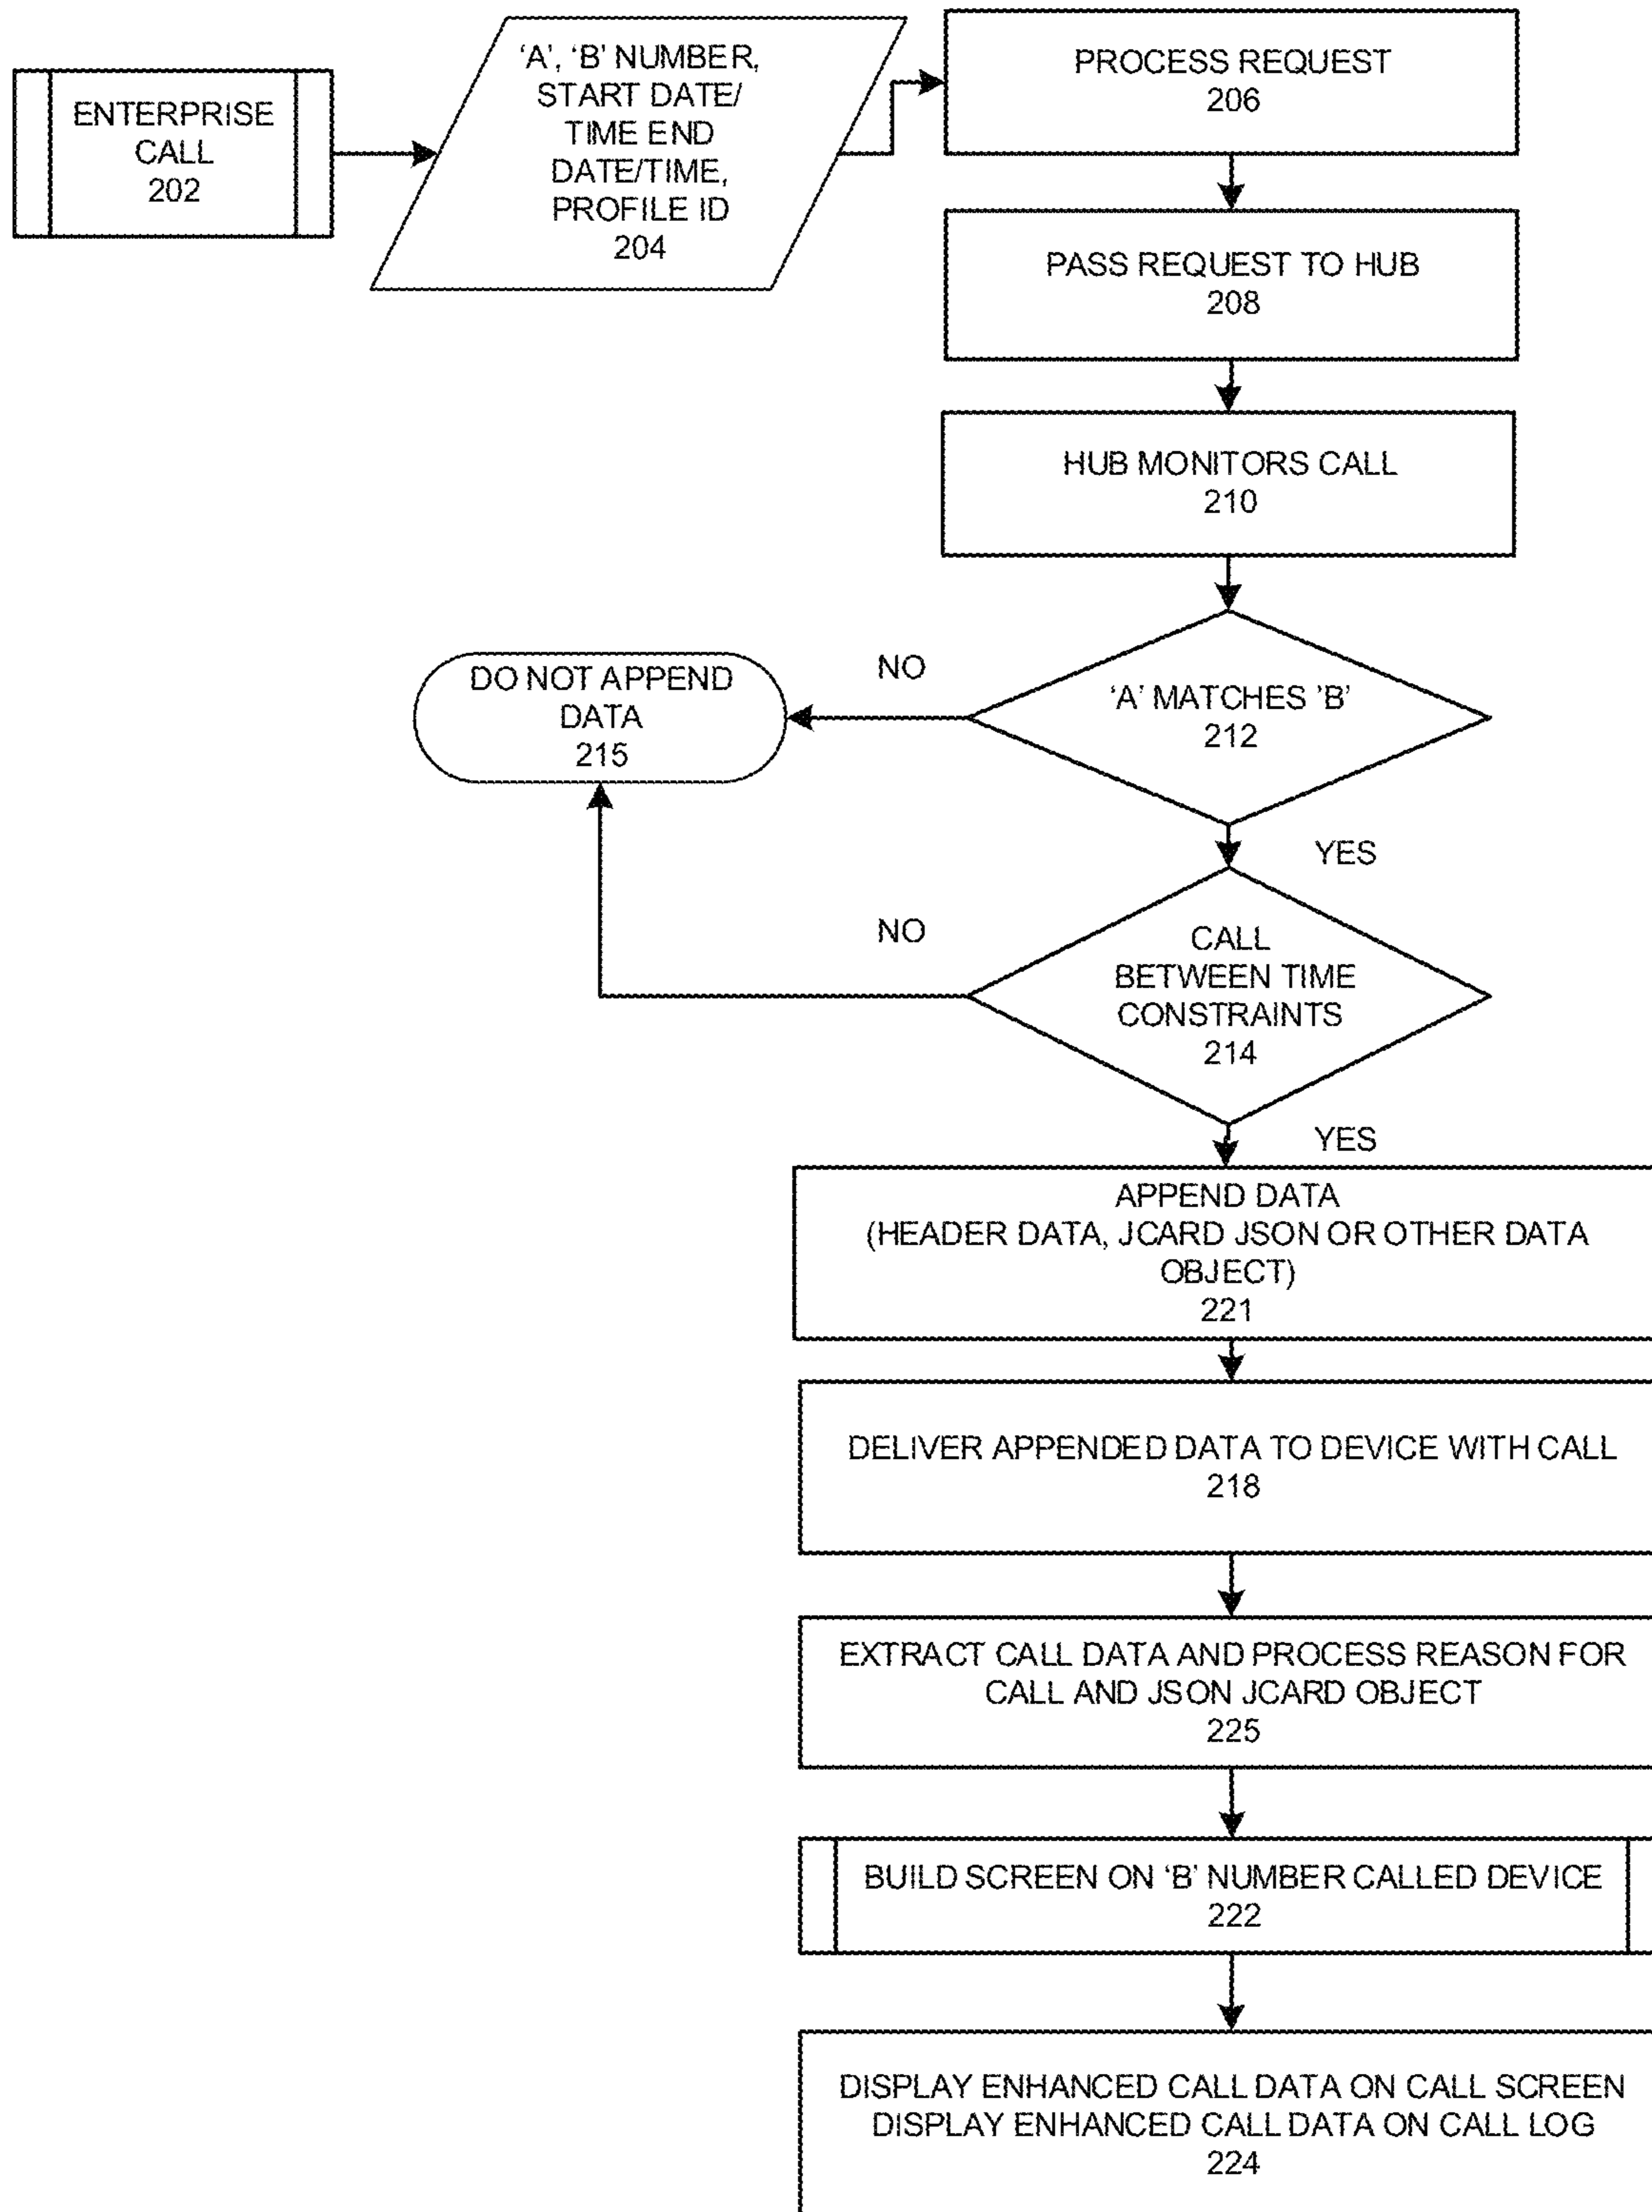 ENTERPRISE
CALL
202
‘A’, ‘B’ NUMBER,
START DATE/
TIME END
DATE/TIME,
PROFILE ID
204
PROCESS REQUEST
206
PASS REQUEST TO HUB
208
HUB MONITORS CALL
210
‘A’ MATCHES ’B’
212
NO
DO NOT APPEND
DATA
215
YES
CALL
BETWEEN TIME
CONSTRAINTS
214
NO
YES
APPEND DATA
(HEADER DATA, JCARD JSON OR OTHER DATA
OBJECT)
221
DELIVER APPENDED DATA TO DEVICE WITH CALL
218
EXTRACT CALL DATA AND PROCESS REASON FOR
CALL AND JSON JCARD OBJECT
225
BUILD SCREEN ON ‘B’ NUMBER CALLED DEVICE
222
DISPLAY ENHANCED CALL DATA ON CALL SCREEN
DISPLAY ENHANCED CALL DATA ON CALL LOG
224